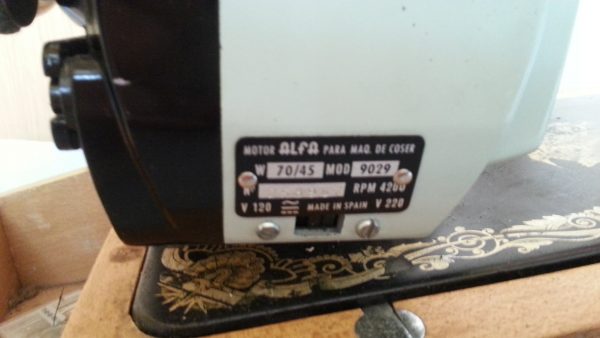 MOTOR ALFA PARA MAQ. DE COSER
W 70/45 MOD 9029
Nº RPM 4200
V 120 MADE IN SPAIN V 220